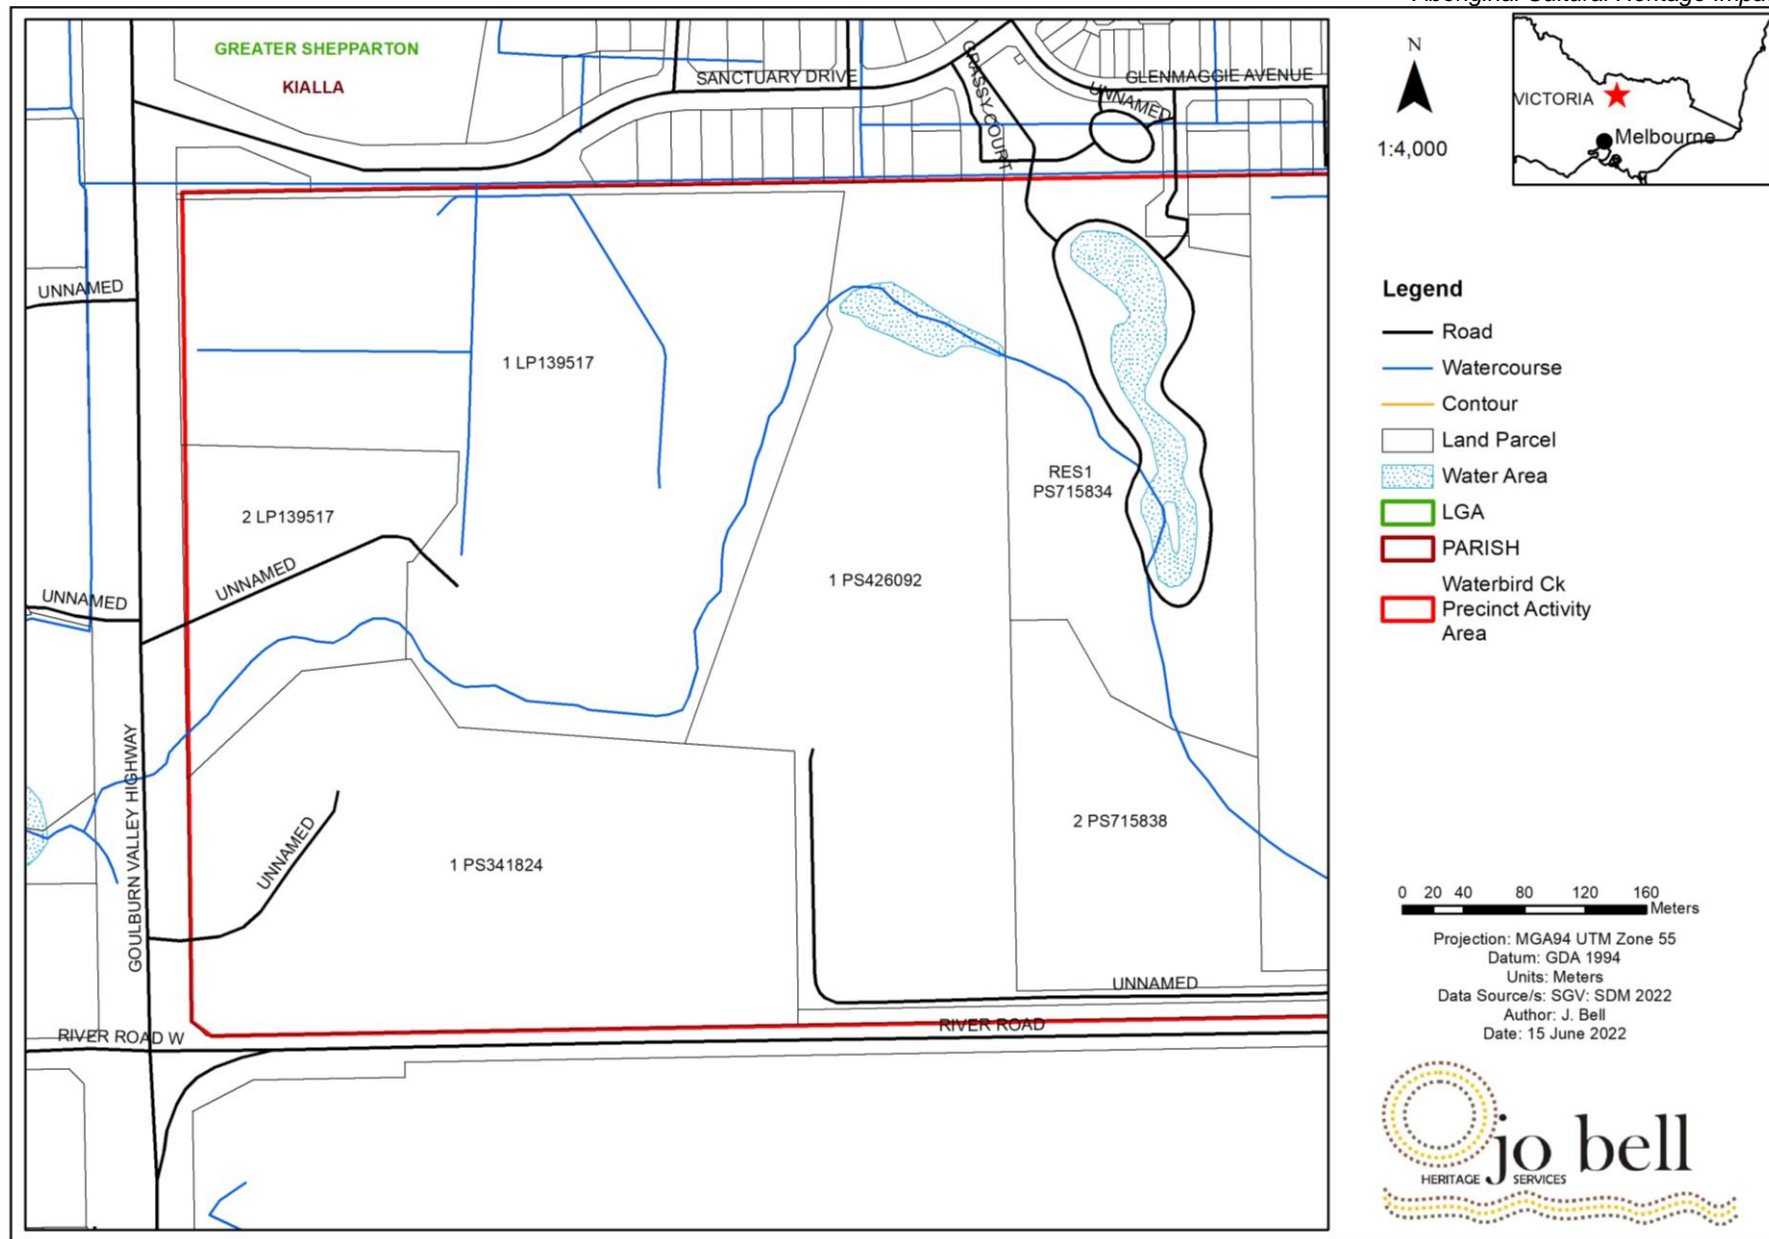 Aboriginal Cultural Heritage Impa
GREATER SHEPPARTON
KIALLA
SANCTUARY DRIVE
GRASSY COURT
GLENMAGGIE AVENUE
UNNAMED
UNNAMED
1 LP139517
RES1
PS715834
2 LP139517
UNNAMED
UNNAMED
1 PS426092
GOULBURN VALLEY HIGHWAY
2 PS715838
UNNAMED
1 PS341824
UNNAMED
RIVER ROAD
RIVER ROAD W
N
1:4,000
VICTORIA
Melbourne
Legend
Road
Watercourse
Contour
Land Parcel
Water Area
LGA
PARISH
Waterbird Ck
Precinct Activity
Area
0 20 40 80 120 160
Meters
Projection: MGA94 UTM Zone 55
Datum: GDA 1994
Units: Meters
Data Source/s: SGV: SDM 2022
Author: J. Bell
Date: 15 June 2022
jo bell
HERITAGE SERVICES